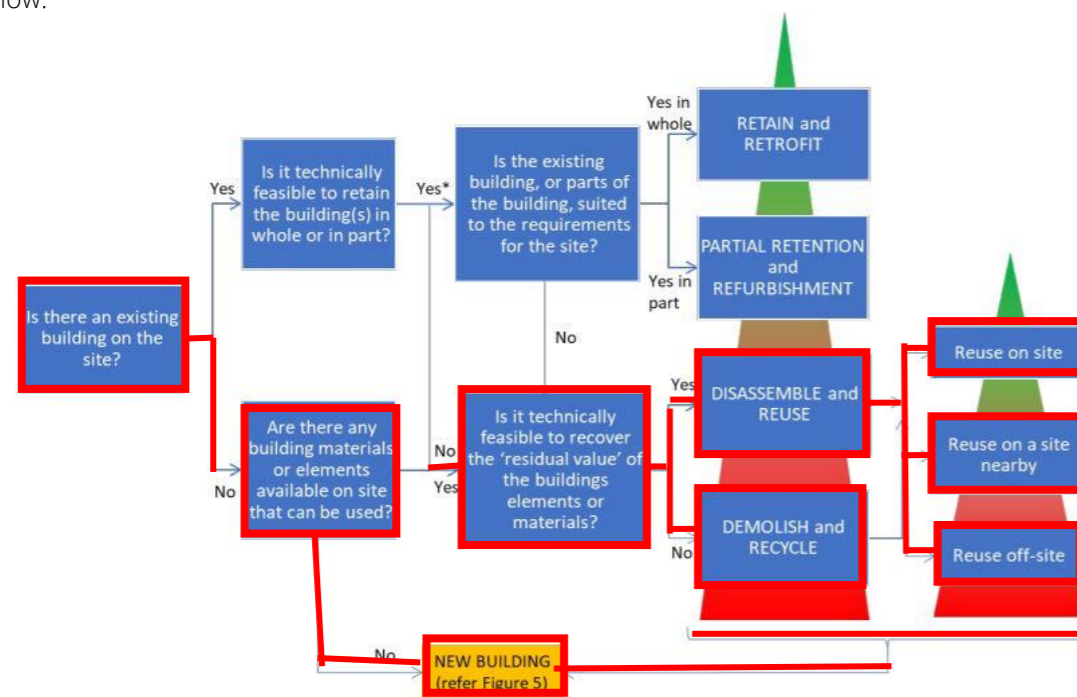 Yes in
whole
RETAIN and
RETROFIT
Is it technically
feasible to retain
the building(s) in
whole or in part?
Yes
Yes*
Is the existing
building, or parts of
the building, suited
to the requirements
for the site?
PARTIAL RETENTION
and
REFURBISHMENT
Yes in
part
Is there an existing
building on the
site?
No
Reuse on site
Are there any
building materials
or elements
available on site
that can be used?
No
No
Yes
Is it technically
feasible to recover
the ‘residual value’ of
the buildings
elements or
materials?
Yes
DISASSEMBLE and
REUSE
Reuse on a site
nearby
No
DEMOLISH and
RECYCLE
Reuse off-site
No
NEW BUILDING
(refer Figure 5)